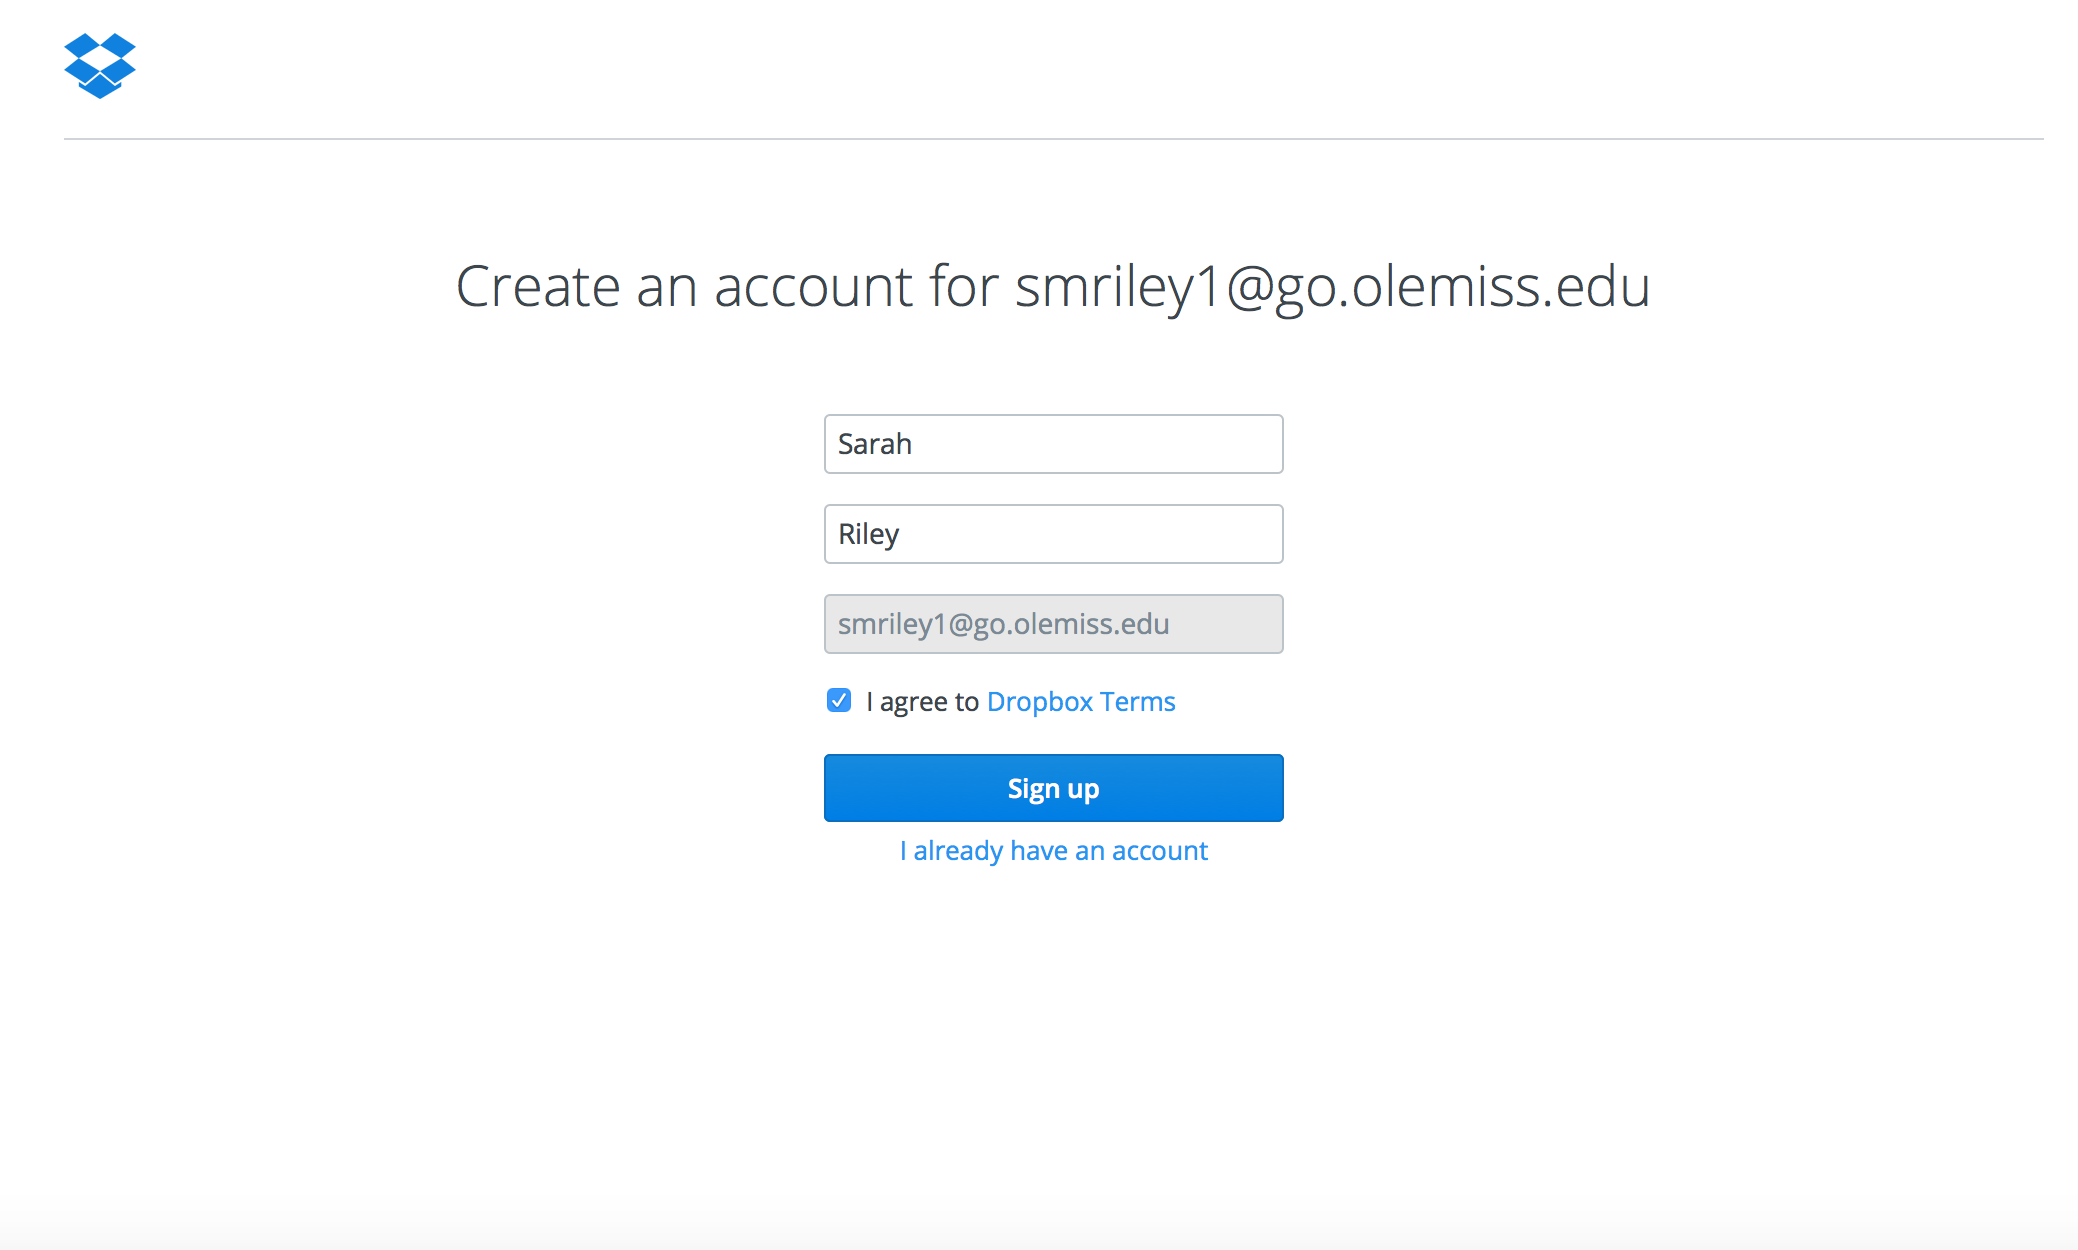 Create an account for smriley1@go.olemiss.edu
Sarah
Riley
smriley1@go.olemiss.edu
I agree to Dropbox Terms
Sign up
I already have an account